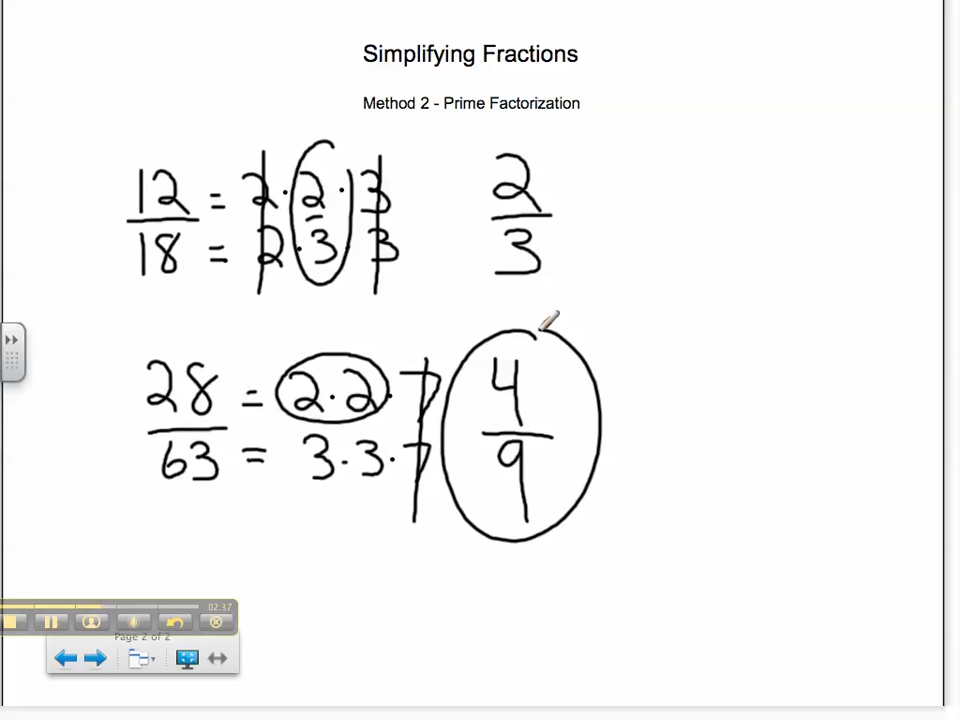 Simplifying Fractions
Method 2 - Prime Factorization
12 = 2 · 2 · 3
18 = 2 · 3 3
2
3
28 = 2 · 2 · 7
63 = 3 · 3 · 7
4
9
02.37
Page 2 of 2